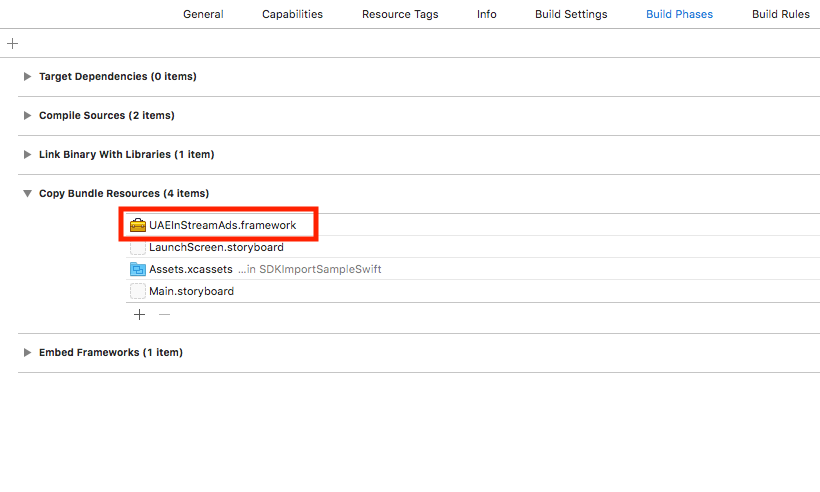 General Capabilities Resource Tags Info Build Settings Build Phases Build Rules
Target Dependencies (0 items)
Compile Sources (2 items)
Link Binary With Libraries (1 item)
Copy Bundle Resources (4 items)
UAEInStreamAds.framework
LaunchScreen.storyboard
Assets.xcassets ...in SDKImportSampleSwift
Main.storyboard
Embed Frameworks (1 item)